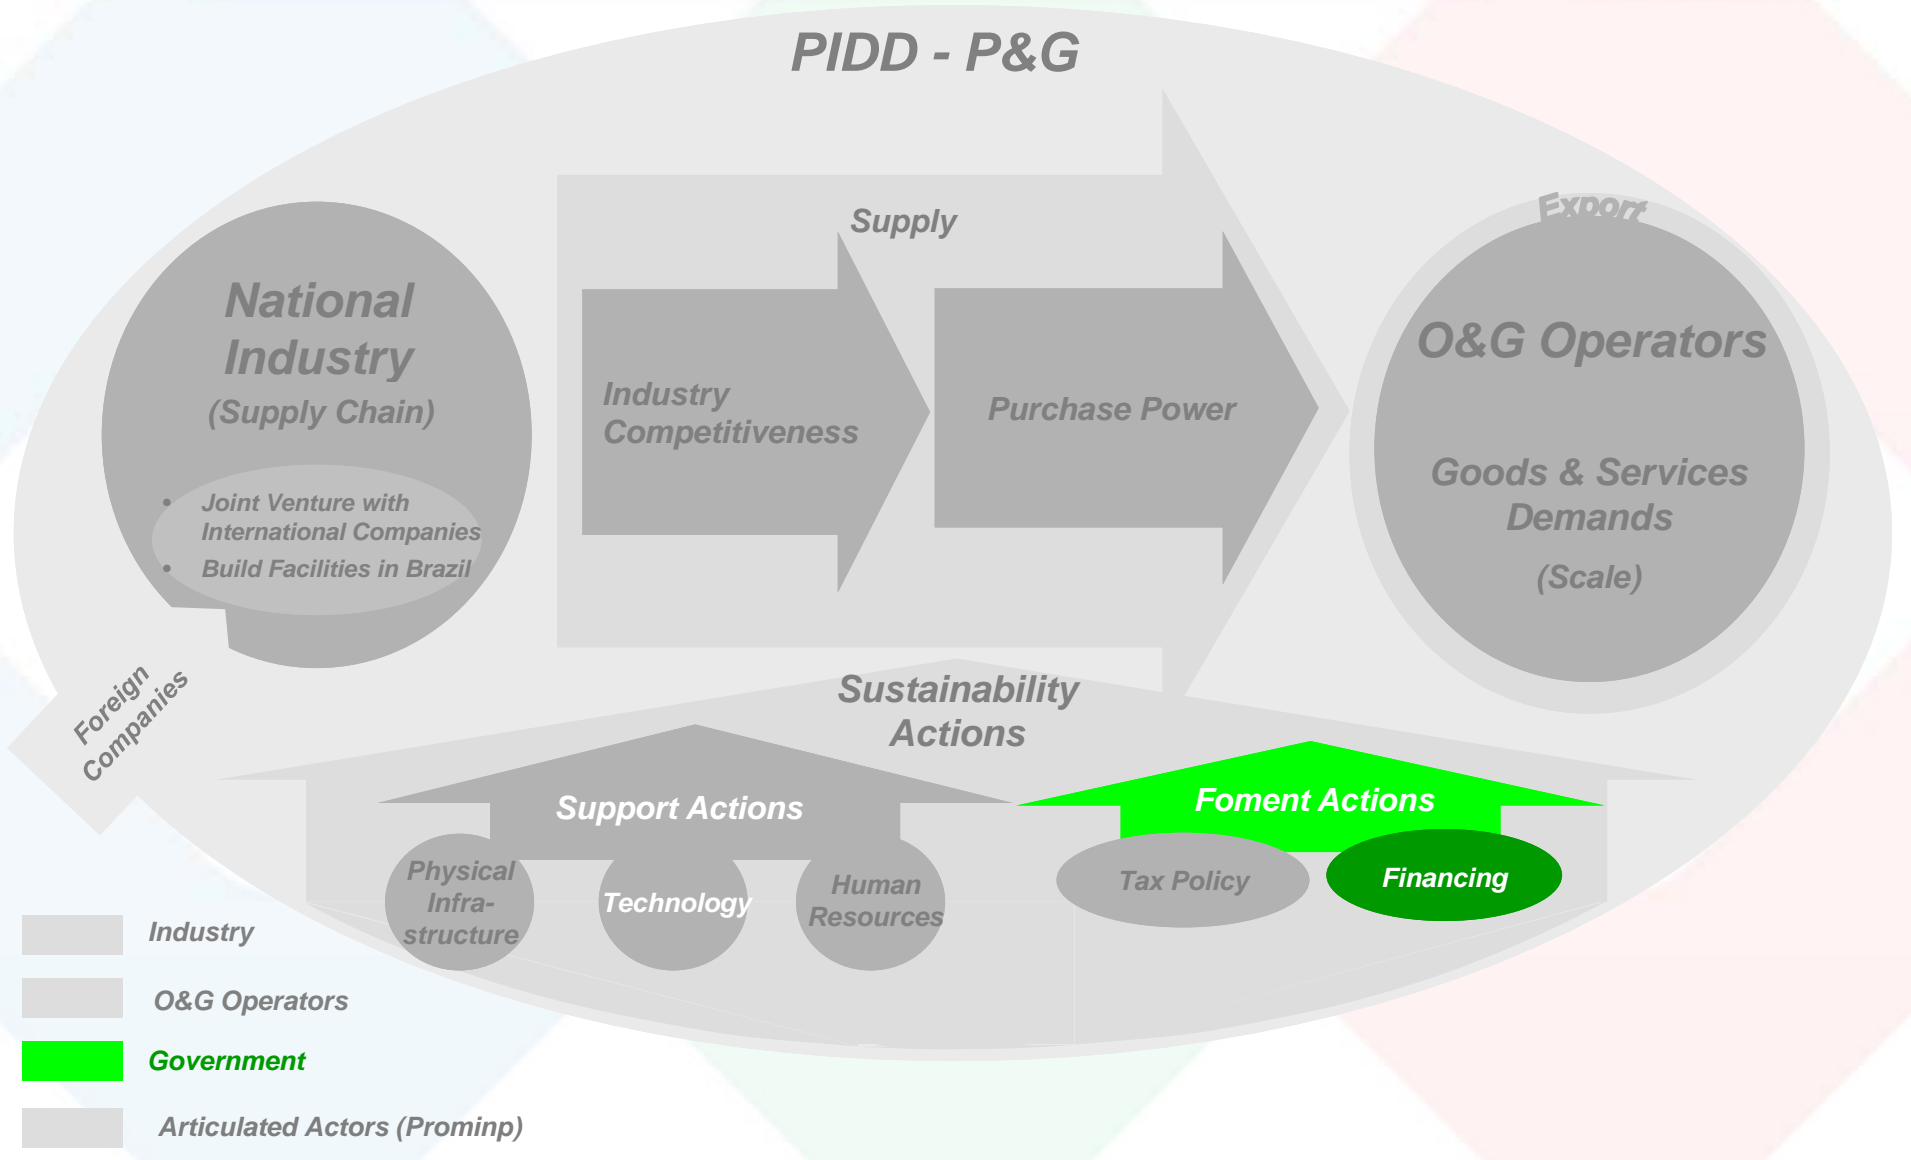 PIDD - P&G
Supply
Export
National
Industry
(Supply Chain)
• Joint Venture with
International Companies
• Build Facilities in Brazil
Industry
Competitiveness
Purchase Power
O&G Operators
Goods & Services
Demands
(Scale)
Foreign
Companies
Sustainability
Actions
Support Actions
Foment Actions
Physical
Infra-
structure
Technology
Human
Resources
Tax Policy
Financing
Industry
O&G Operators
Government
Articulated Actors (Prominp)